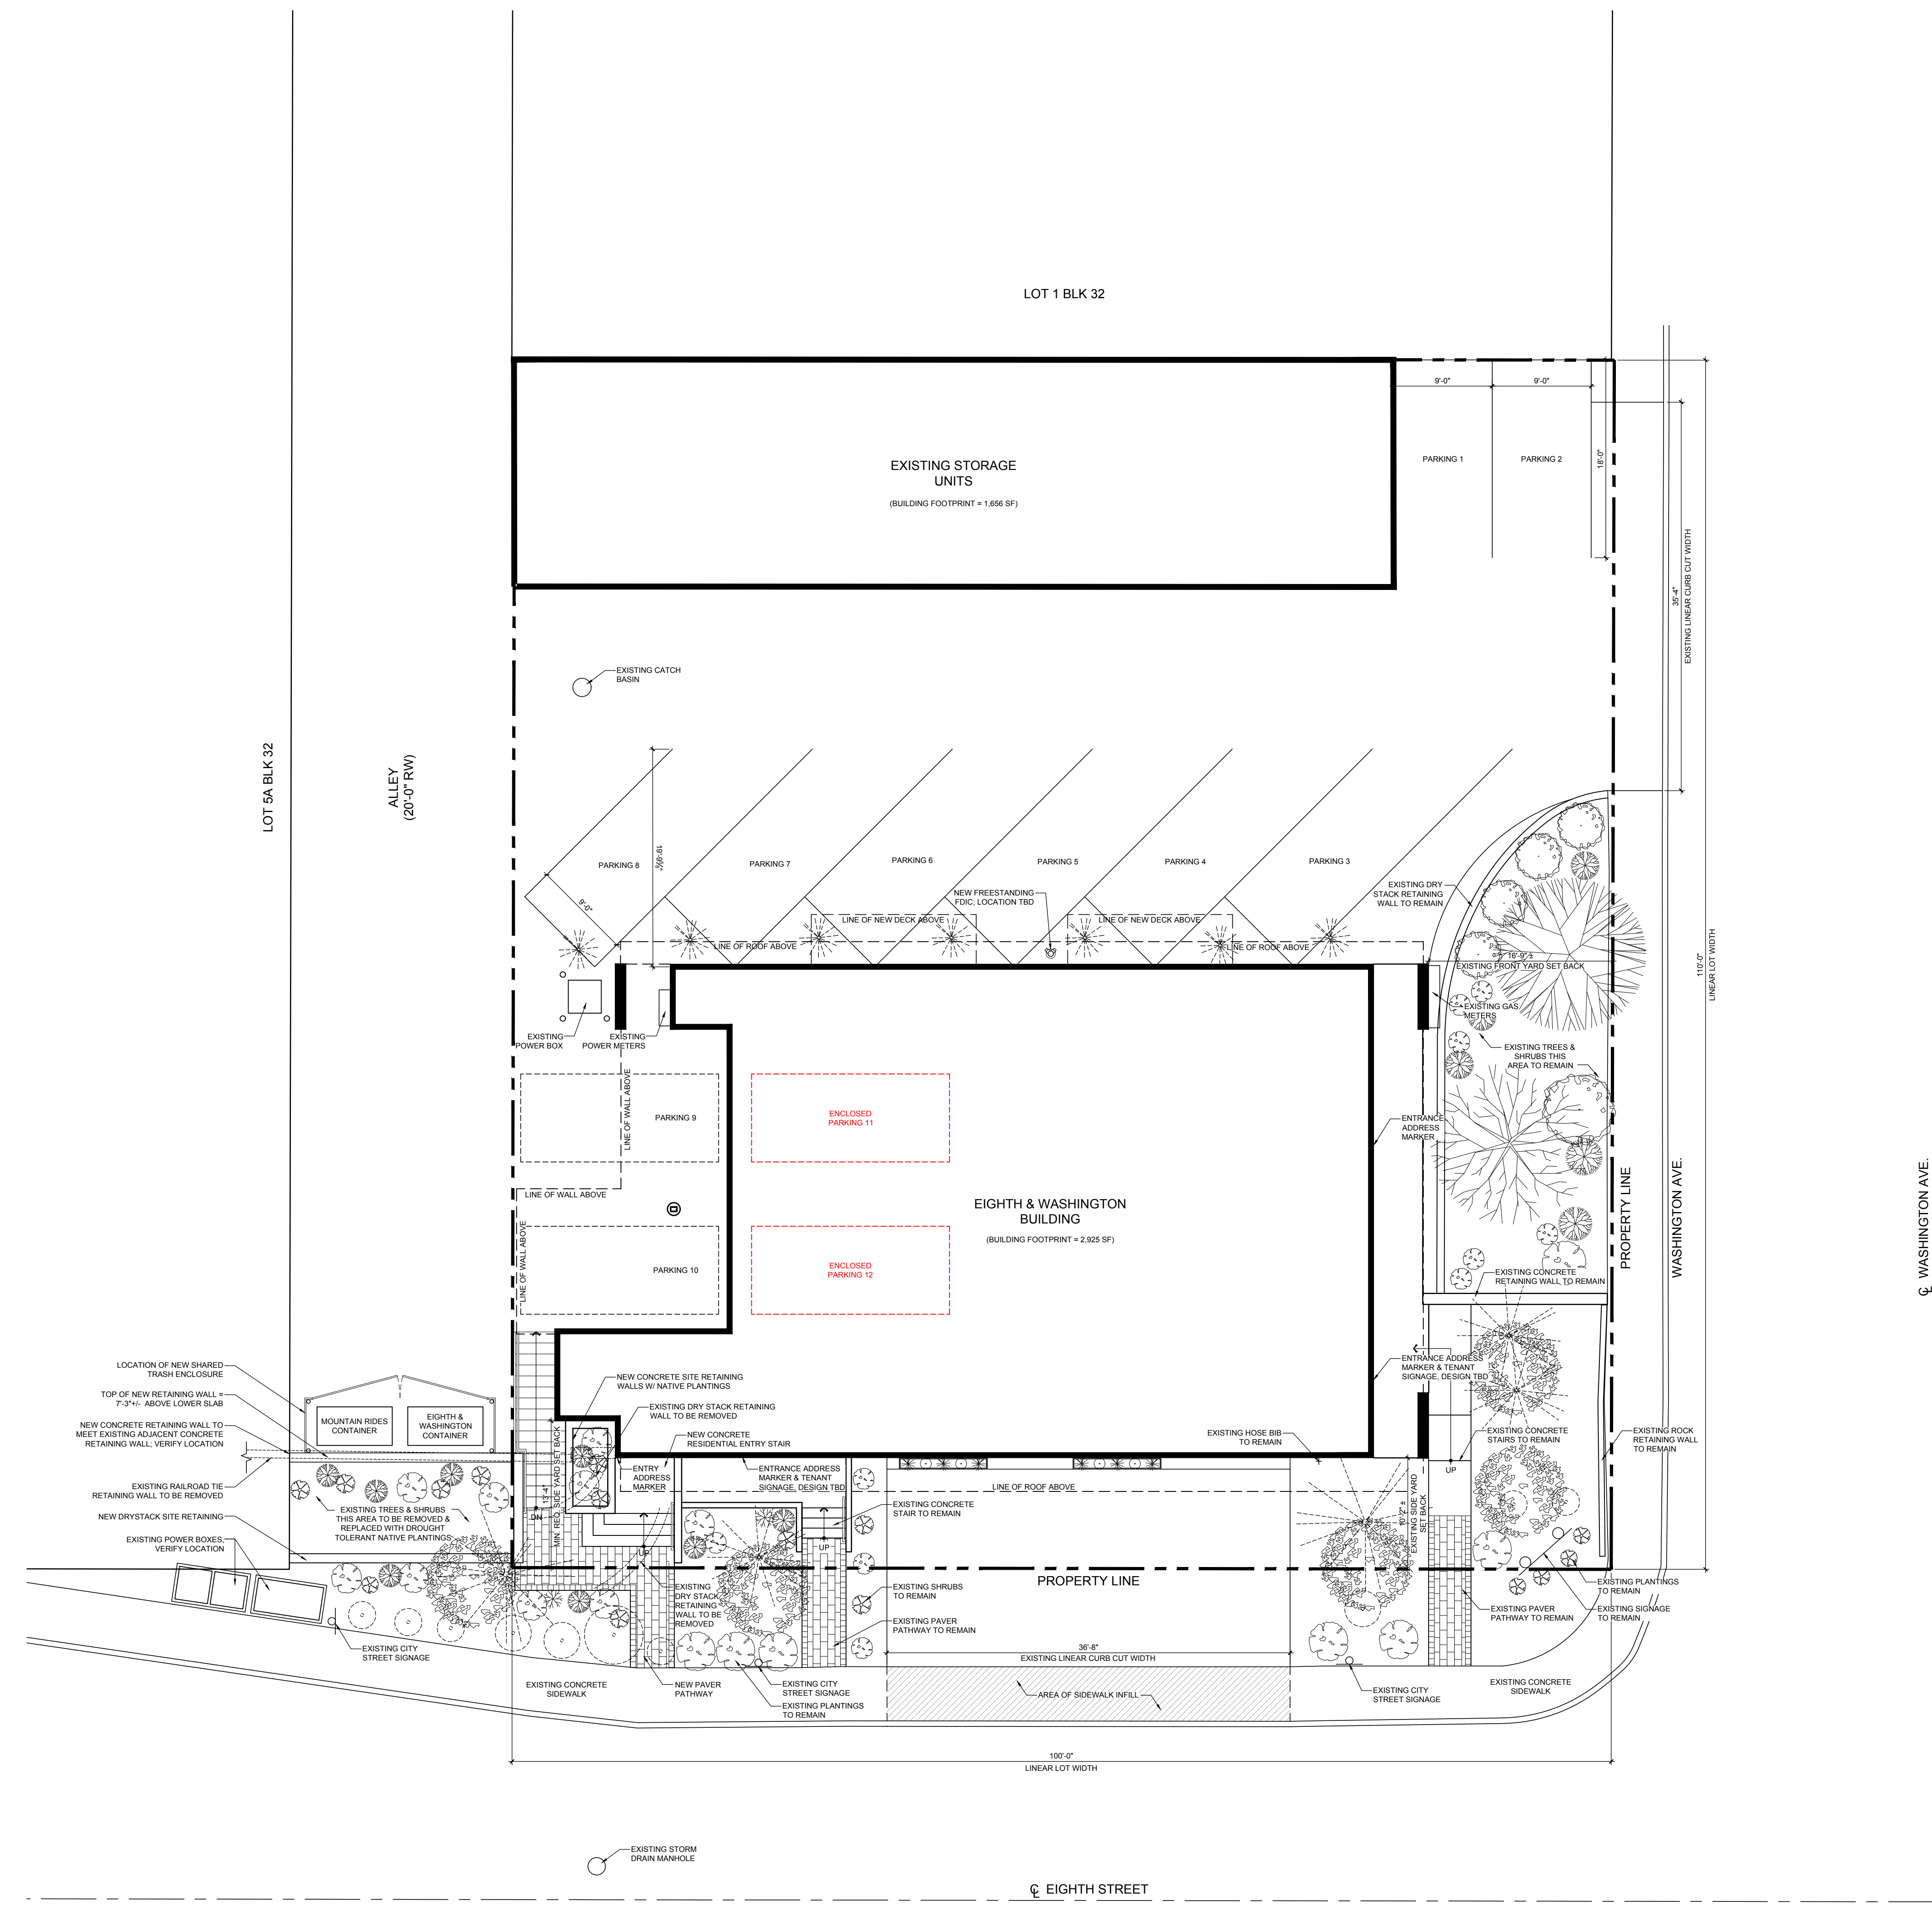 LOT 1 BLK 32
9'-0"
9'-0"
EXISTING STORAGE
UNITS
(BUILDING FOOTPRINT = 1,656 SF)
PARKING 1
PARKING 2
18'-0"
35'-4"
EXISTING LINEAR CURB CUT WIDTH
110'-0"
LINEAR LOT WIDTH
EXISTING CATCH
BASIN
LOT 5A BLK 32
ALLEY
(20'-0" RW)
PARKING 8
PARKING 7
PARKING 6
PARKING 5
PARKING 4
PARKING 3
9'-0"
NEW FREESTANDING
FDIC; LOCATION TBD
EXISTING DRY
STACK RETAINING
WALL TO REMAIN
LINE OF NEW DECK ABOVE
LINE OF NEW DECK ABOVE
LINE OF ROOF ABOVE
LINE OF ROOF ABOVE
16'-9" ±
EXISTING FRONT YARD SET BACK
EXISTING GAS
METERS
EXISTING
POWER BOX
EXISTING
POWER METERS
EXISTING TREES &
SHRUBS THIS
AREA TO REMAIN
LINE OF WALL ABOVE
PARKING 9
ENCLOSED
PARKING 11
ENTRANCE
ADDRESS
MARKER
LINE OF WALL ABOVE
LINE OF WALL ABOVE
EIGHTH & WASHINGTON
BUILDING
(BUILDING FOOTPRINT = 2,925 SF)
PARKING 10
ENCLOSED
PARKING 12
PROPERTY LINE
WASHINGTON AVE.
℄ WASHINGTON AVE.
EXISTING CONCRETE
RETAINING WALL TO REMAIN
LOCATION OF NEW SHARED
TRASH ENCLOSURE
TOP OF NEW RETAINING WALL =
7'-3"+/- ABOVE LOWER SLAB
NEW CONCRETE RETAINING WALL TO
MEET EXISTING ADJACENT CONCRETE
RETAINING WALL; VERIFY LOCATION
EXISTING RAILROAD TIE
RETAINING WALL TO BE REMOVED
NEW DRYSTACK SITE RETAINING
EXISTING POWER BOXES,
VERIFY LOCATION
MOUNTAIN RIDES
CONTAINER
EIGHTH &
WASHINGTON
CONTAINER
EXISTING TREES & SHRUBS
THIS AREA TO BE REMOVED &
REPLACED WITH DROUGHT
TOLERANT NATIVE PLANTINGS
NEW CONCRETE SITE RETAINING
WALLS W/ NATIVE PLANTINGS
EXISTING DRY STACK RETAINING
WALL TO BE REMOVED
NEW CONCRETE
RESIDENTIAL ENTRY STAIR
13'-4"
MIN. REQ. SIDE YARD SET BACK
DN
ENTRY
ADDRESS
MARKER
ENTRANCE ADDRESS
MARKER & TENANT
SIGNAGE, DESIGN TBD
EXISTING HOSE BIB
TO REMAIN
LINE OF ROOF ABOVE
ENTRANCE ADDRESS
MARKER & TENANT
SIGNAGE, DESIGN TBD
EXISTING CONCRETE
STAIRS TO REMAIN
UP
EXISTING ROCK
RETAINING WALL
TO REMAIN
10'-2" ±
EXISTING SIDE YARD
SET BACK
EXISTING CONCRETE
STAIR TO REMAIN
UP
UP
EXISTING
DRY STACK
RETAINING
WALL TO BE
REMOVED
EXISTING SHRUBS
TO REMAIN
EXISTING PAVER
PATHWAY TO REMAIN
PROPERTY LINE
EXISTING PLANTINGS
TO REMAIN
EXISTING SIGNAGE
TO REMAIN
EXISTING PAVER
PATHWAY TO REMAIN
36'-8"
EXISTING LINEAR CURB CUT WIDTH
EXISTING CITY
STREET SIGNAGE
EXISTING CONCRETE
SIDEWALK
NEW PAVER
PATHWAY
EXISTING CITY
STREET SIGNAGE
EXISTING PLANTINGS
TO REMAIN
AREA OF SIDEWALK INFILL
EXISTING CITY
STREET SIGNAGE
EXISTING CONCRETE
SIDEWALK
100'-0"
LINEAR LOT WIDTH
EXISTING STORM
DRAIN MANHOLE
℄ EIGHTH STREET